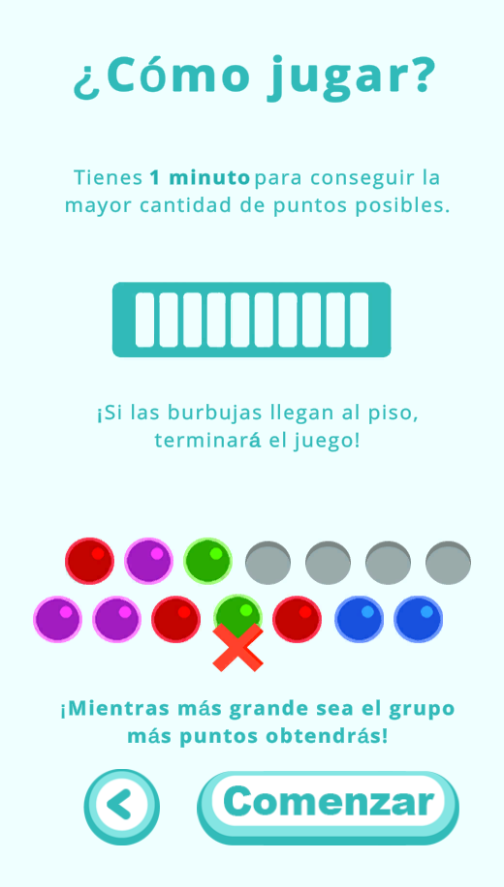 ¿Cómo jugar?
Tienes 1 minuto para conseguir la
mayor cantidad de puntos posibles.
¡Si las burbujas llegan al piso,
terminará el juego!
¡Mientras más grande sea el grupo
más puntos obtendrás!
Comenzar